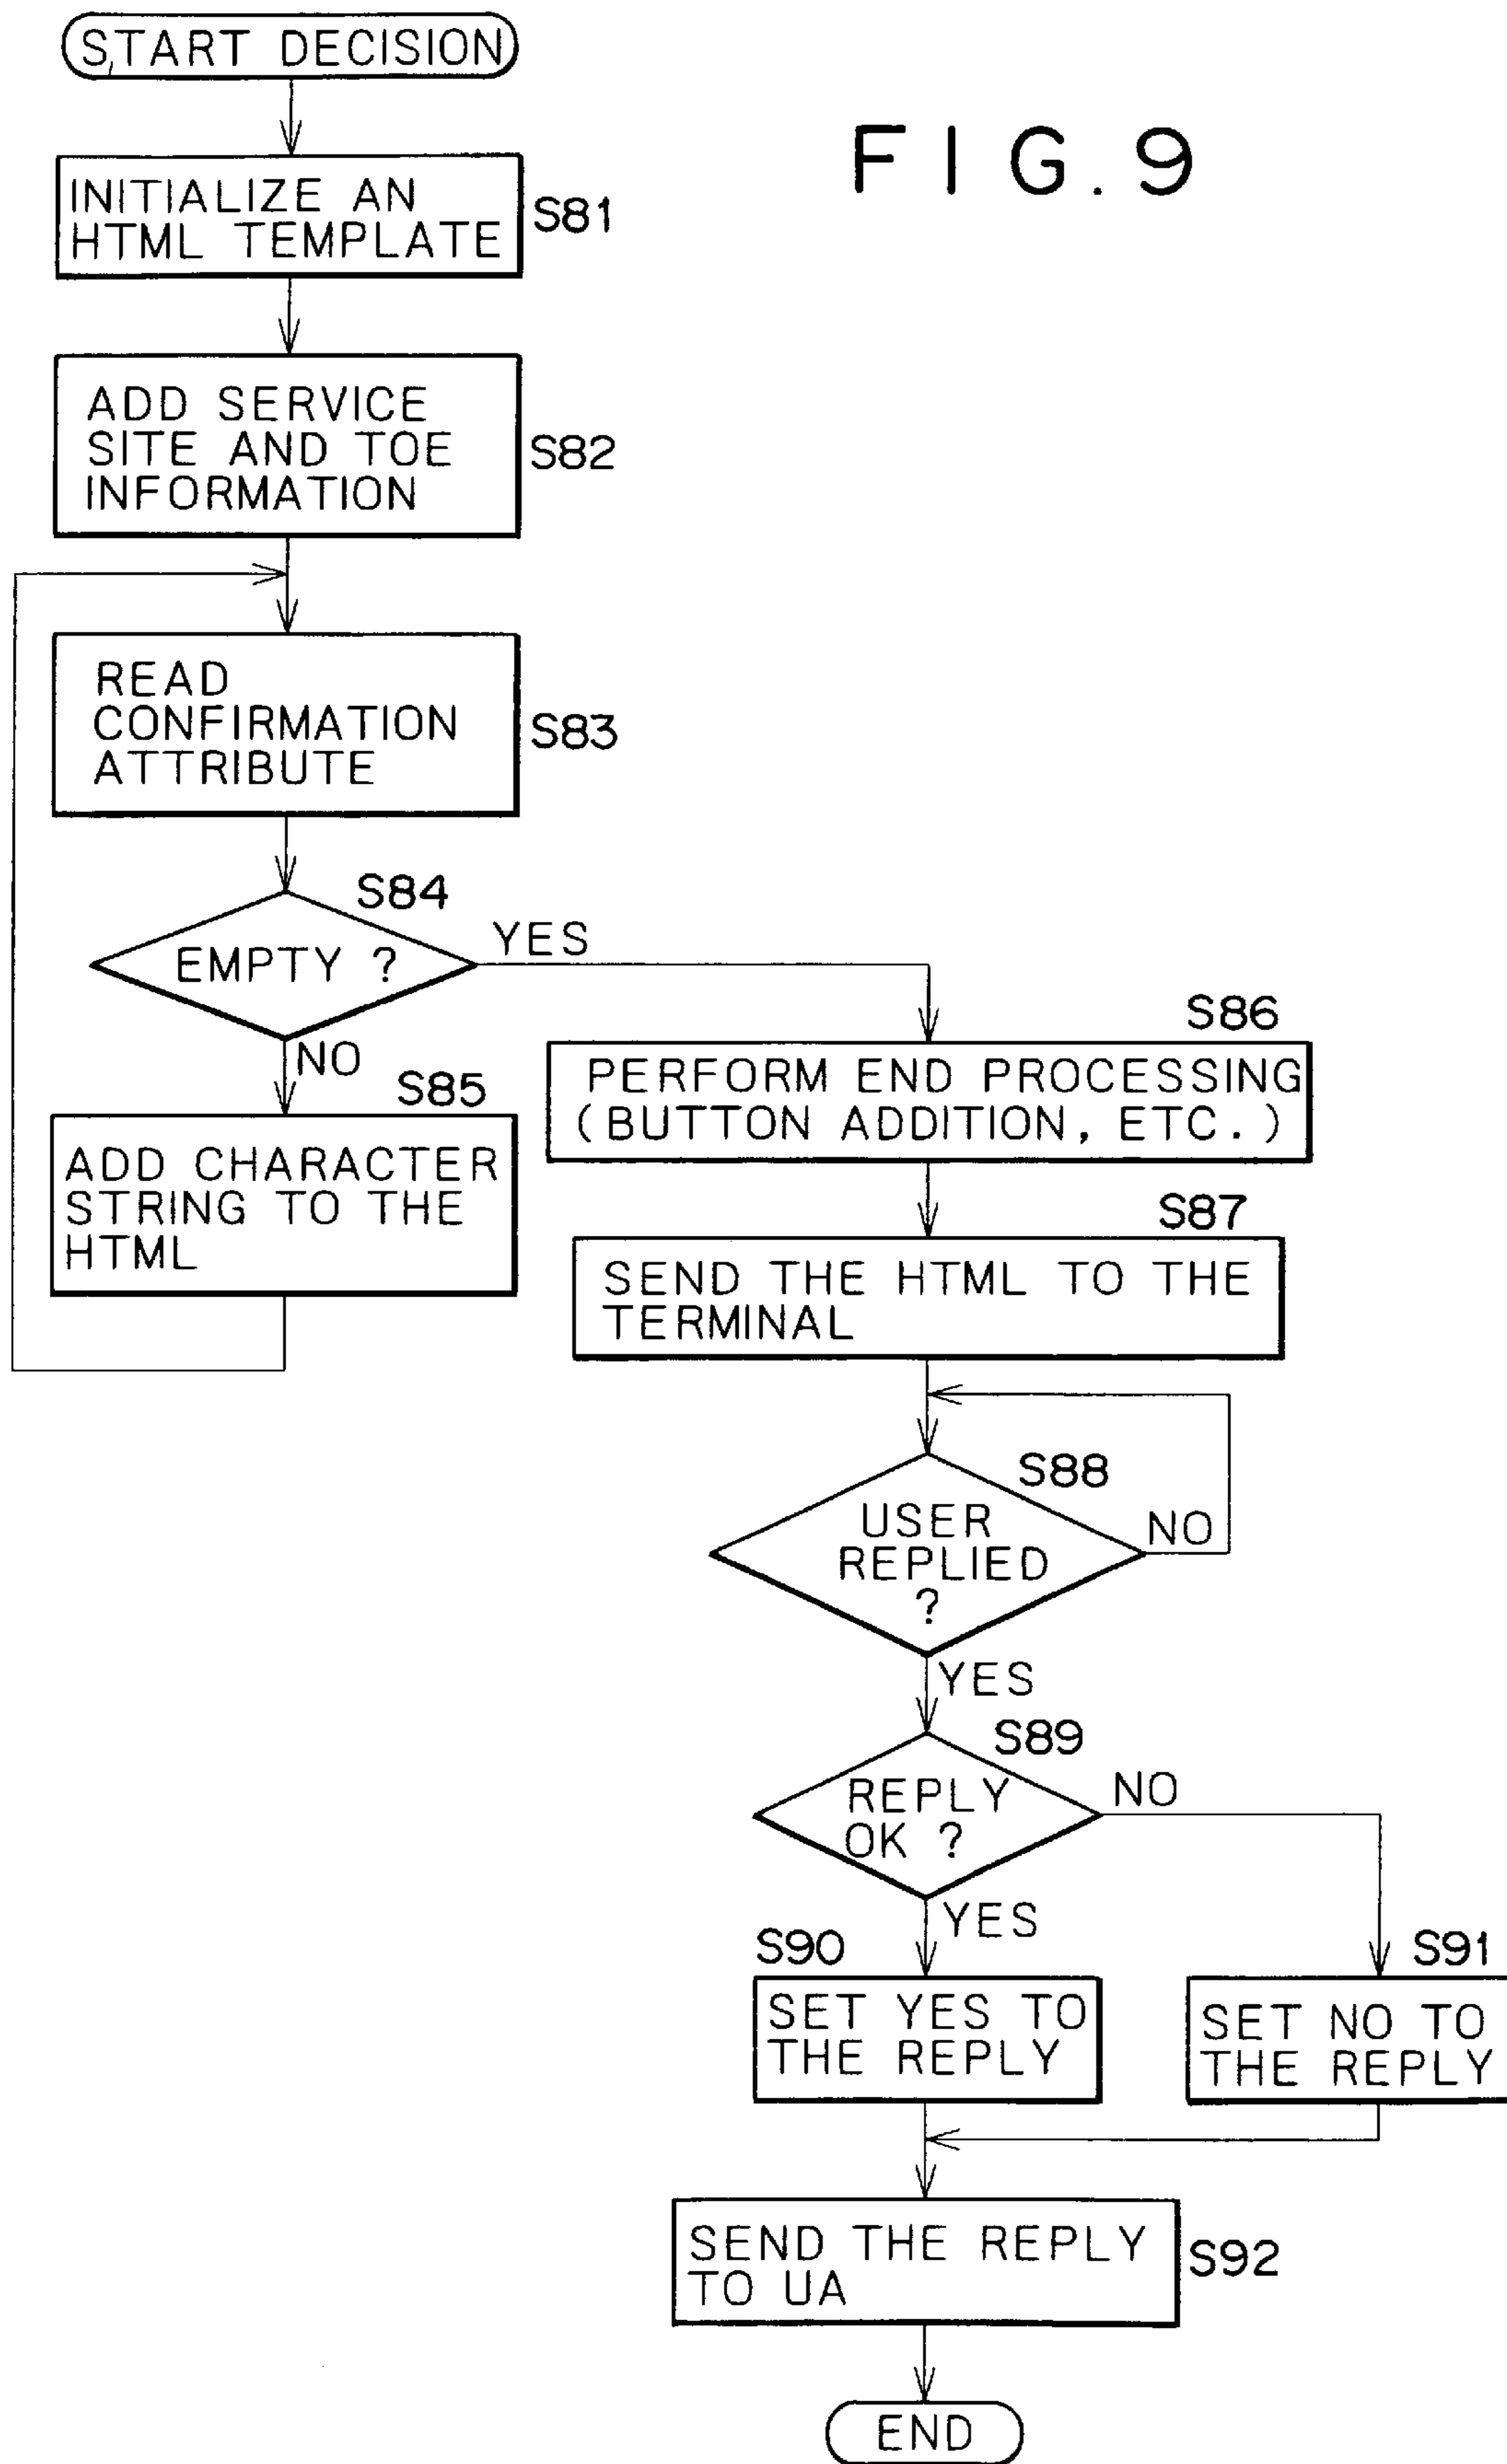 START DECISION
FIG.9
INITIALIZE AN
HTML TEMPLATE
S81
ADD SERVICE
SITE AND TOE
INFORMATION
S82
READ
CONFIRMATION
ATTRIBUTE
S83
S84
EMPTY ?
YES
NO
S85
ADD CHARACTER
STRING TO THE
HTML
S86
PERFORM END PROCESSING
(BUTTON ADDITION, ETC.)
S87
SEND THE HTML TO THE
TERMINAL
S88
USER
REPLIED
?
NO
YES
S89
REPLY
OK ?
NO
YES
S90
SET YES TO
THE REPLY
S91
SET NO TO
THE REPLY
SEND THE REPLY
TO UA
S92
END